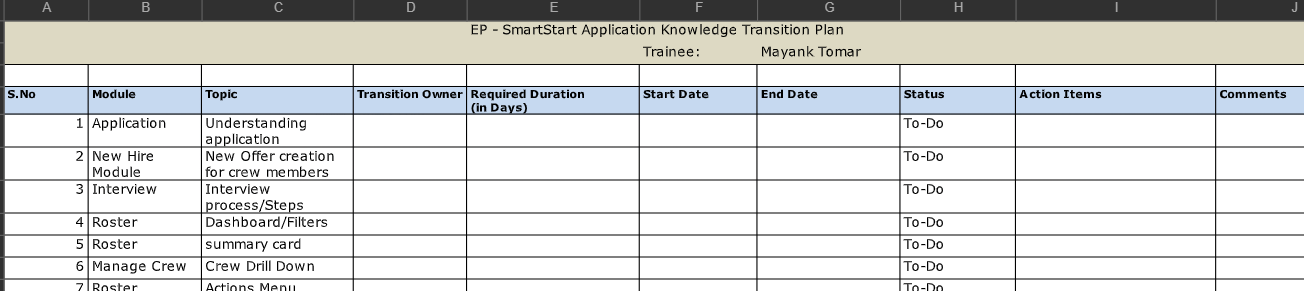 A B C D E F G H I J
EP - SmartStart Application Knowledge Transition Plan
Trainee: Mayank Tomar
S.No Module Topic Transition Owner Required Duration (in Days) Start Date End Date Status Action Items Comments
1 Application Understanding application To-Do
2 New Hire Module New Offer creation for crew members To-Do
3 Interview Interview process/Steps To-Do
4 Roster Dashboard/Filters To-Do
5 Roster summary card To-Do
6 Manage Crew Crew Drill Down To-Do
7 Roster Actions Menu To-Do